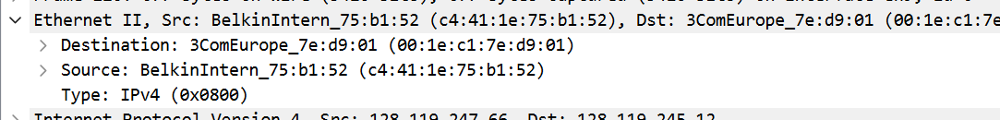 Ethernet II, Src: BelkinIntern_75:b1:52 (c4:41:1e:75:b1:52), Dst: 3ComEurope_7e:d9:01 (00:1e:c1:7e
Destination: 3ComEurope_7e:d9:01 (00:1e:c1:7e:d9:01)
Source: BelkinIntern_75:b1:52 (c4:41:1e:75:b1:52)
Type: IPv4 (0x0800)
Internet Protocol Version 4, Src: 128.119.247.66, Dst: 128.119.245.12